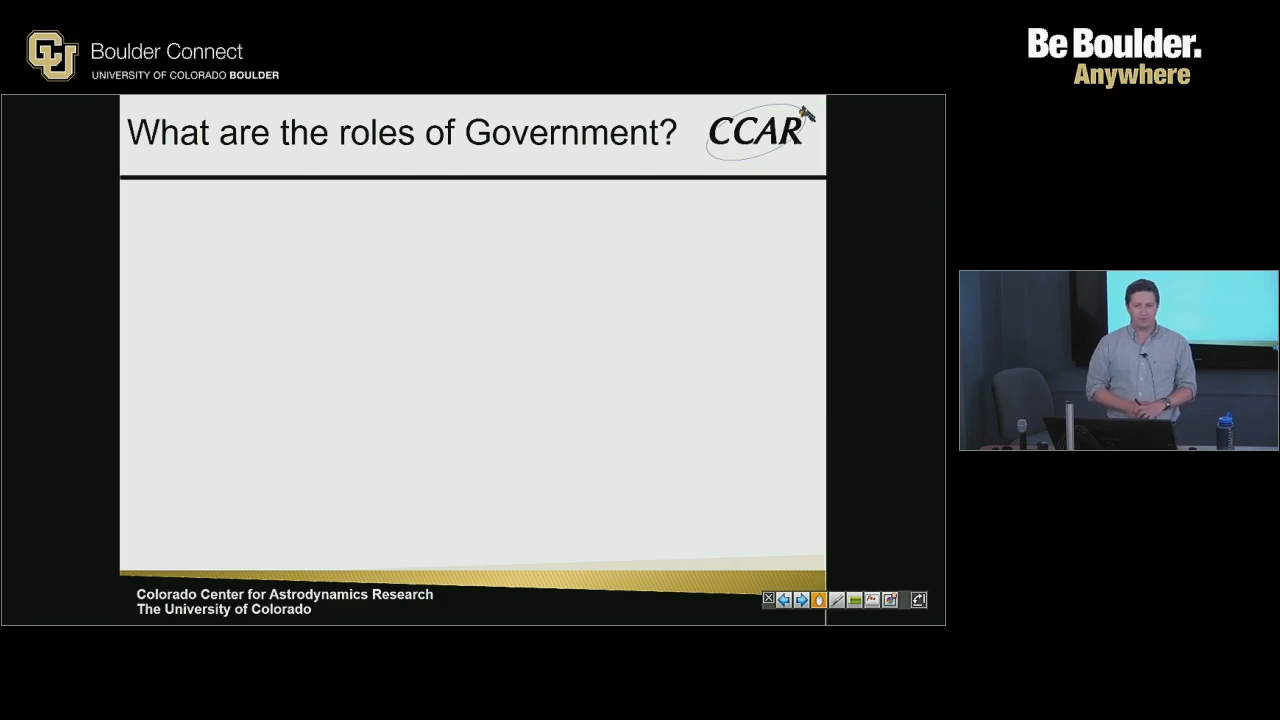 CU
Boulder Connect
UNIVERSITY OF COLORADO BOULDER
Be Boulder.
Anywhere
What are the roles of Government?
CCAR
Colorado Center for Astrodynamics Research
The University of Colorado